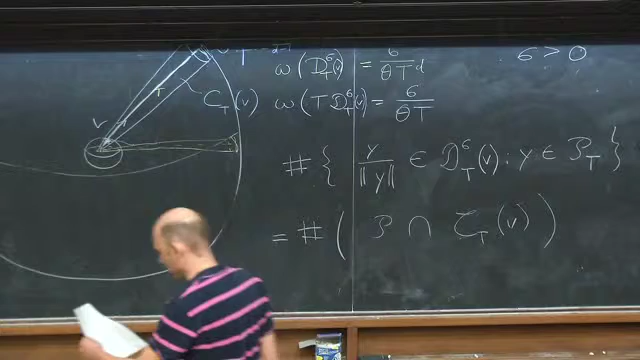 ω(D_T^σ(v)) = σ/(θT^d)
σ > 0
v
T
C_T(v)
ω(T D_T^σ(v)) = σ/(θT)
#{ y/‖y‖ ∈ D_T^σ(v) : y ∈ P_T }
= #( P ∩ C_T(v) )